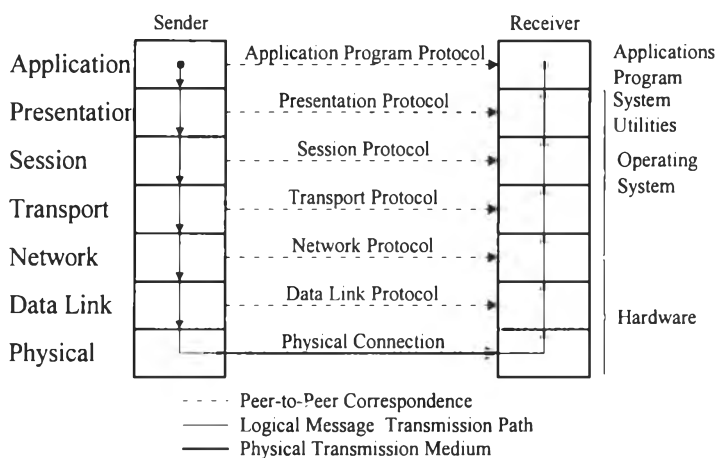 Sender
Receiver
Application
Application Program Protocol
Applications
Program
Presentation
Presentation Protocol
System
Utilities
Session
Session Protocol
Operating
System
Transport
Transport Protocol
Network
Network Protocol
Data Link
Data Link Protocol
Hardware
Physical
Physical Connection
Peer-to-Peer Correspondence
Logical Message Transmission Path
Physical Transmission Medium